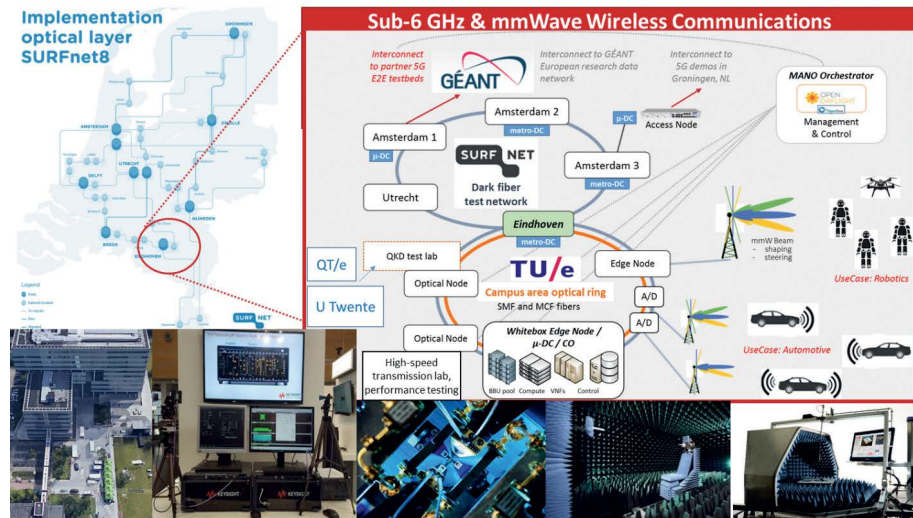 Implementation
optical layer
SURFnet8
GRONINGEN
ZWOLLE
AMSTERDAM
UTRECHT
DELFT
NIJMEGEN
BREDA
EINDHOVEN
Legend
SURF NET
Sub-6 GHz & mmWave Wireless Communications
Interconnect
to partner 5G
E2E testbeds
GÉANT
Interconnect to GÉANT
European research data
network
Interconnect to
5G demos in
Groningen, NL
MANO Orchestrator
OPEN
DAYLIGHT
Management
& Control
Amsterdam 2
metro-DC
μ-DC
Access Node
Amsterdam 1
μ-DC
SURF NET
Dark fiber
test network
Amsterdam 3
metro-DC
Utrecht
Eindhoven
metro-DC
mmW Beam
- shaping
- steering
UseCase: Robotics
QT/e
QKD test lab
TU/e
Edge Node
U Twente
Optical Node
Campus area optical ring
SMF and MCF fibers
A/D
A/D
Optical Node
Whitebox Edge Node /
μ-DC / CO
BBU pool
Compute
VNFs
Control
UseCase: Automotive
High-speed
transmission lab,
performance testing
KEYSIGHT
KEYSIGHT
KEYSIGHT